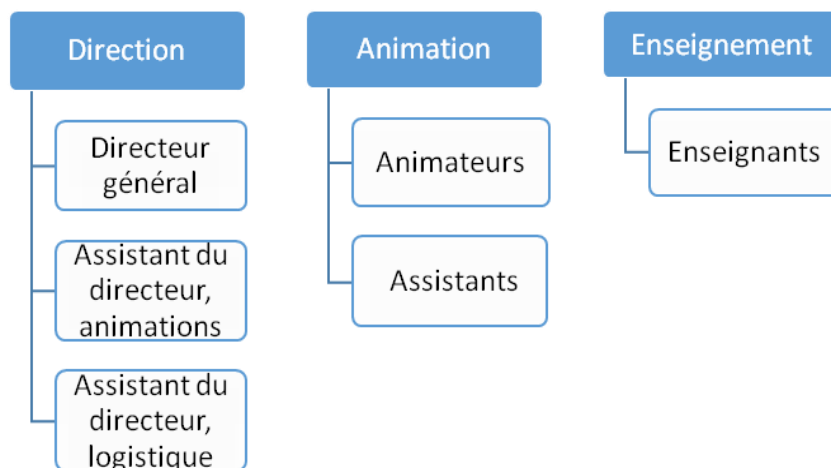 Direction
Directeur
général
Assistant du
directeur,
animations
Assistant du
directeur,
logistique
Animation
Animateurs
Assistants
Enseignement
Enseignants